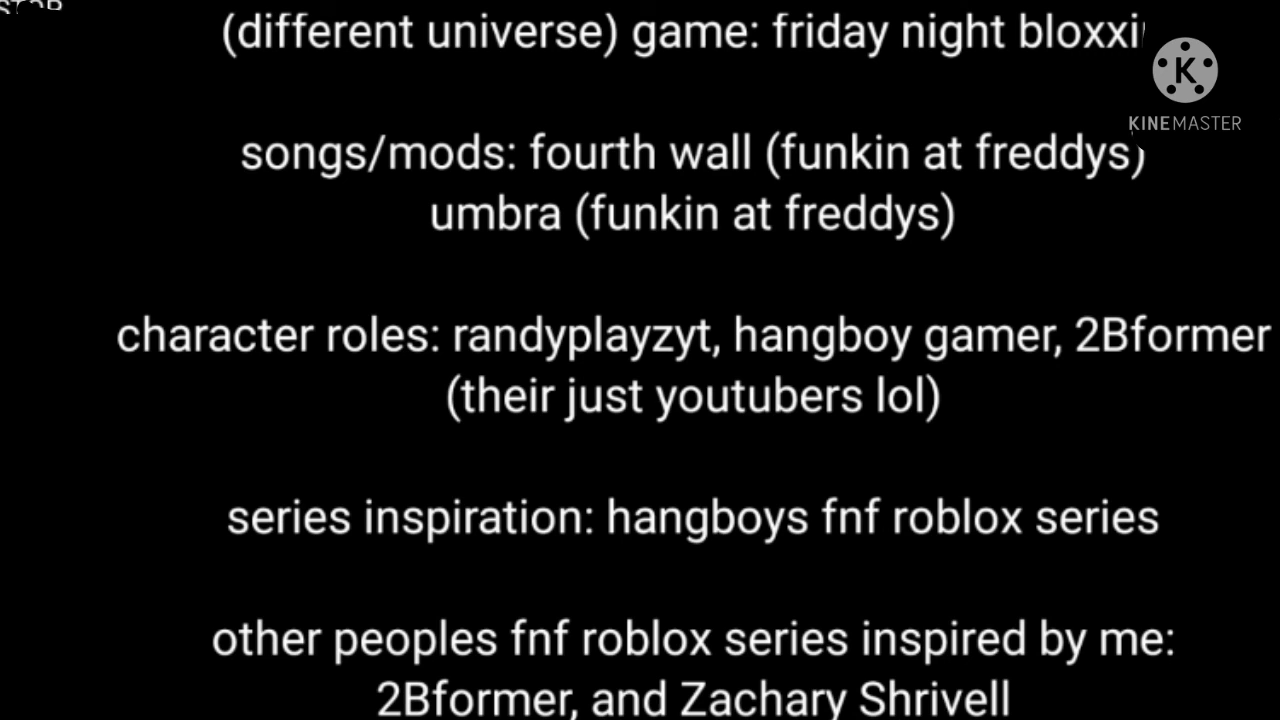 (different universe) game: friday night
KINEMASTER
songs/mods: fourth wall (funkin at freddys)
umbra (funkin at freddys)
character roles: randyplayzyt, hangboy gamer, 2Bformer
(their just youtubers lol)
series inspiration: hangboys fnf roblox series
other peoples fnf roblox series inspired by me:
2Bformer, and Zachary Shrivell